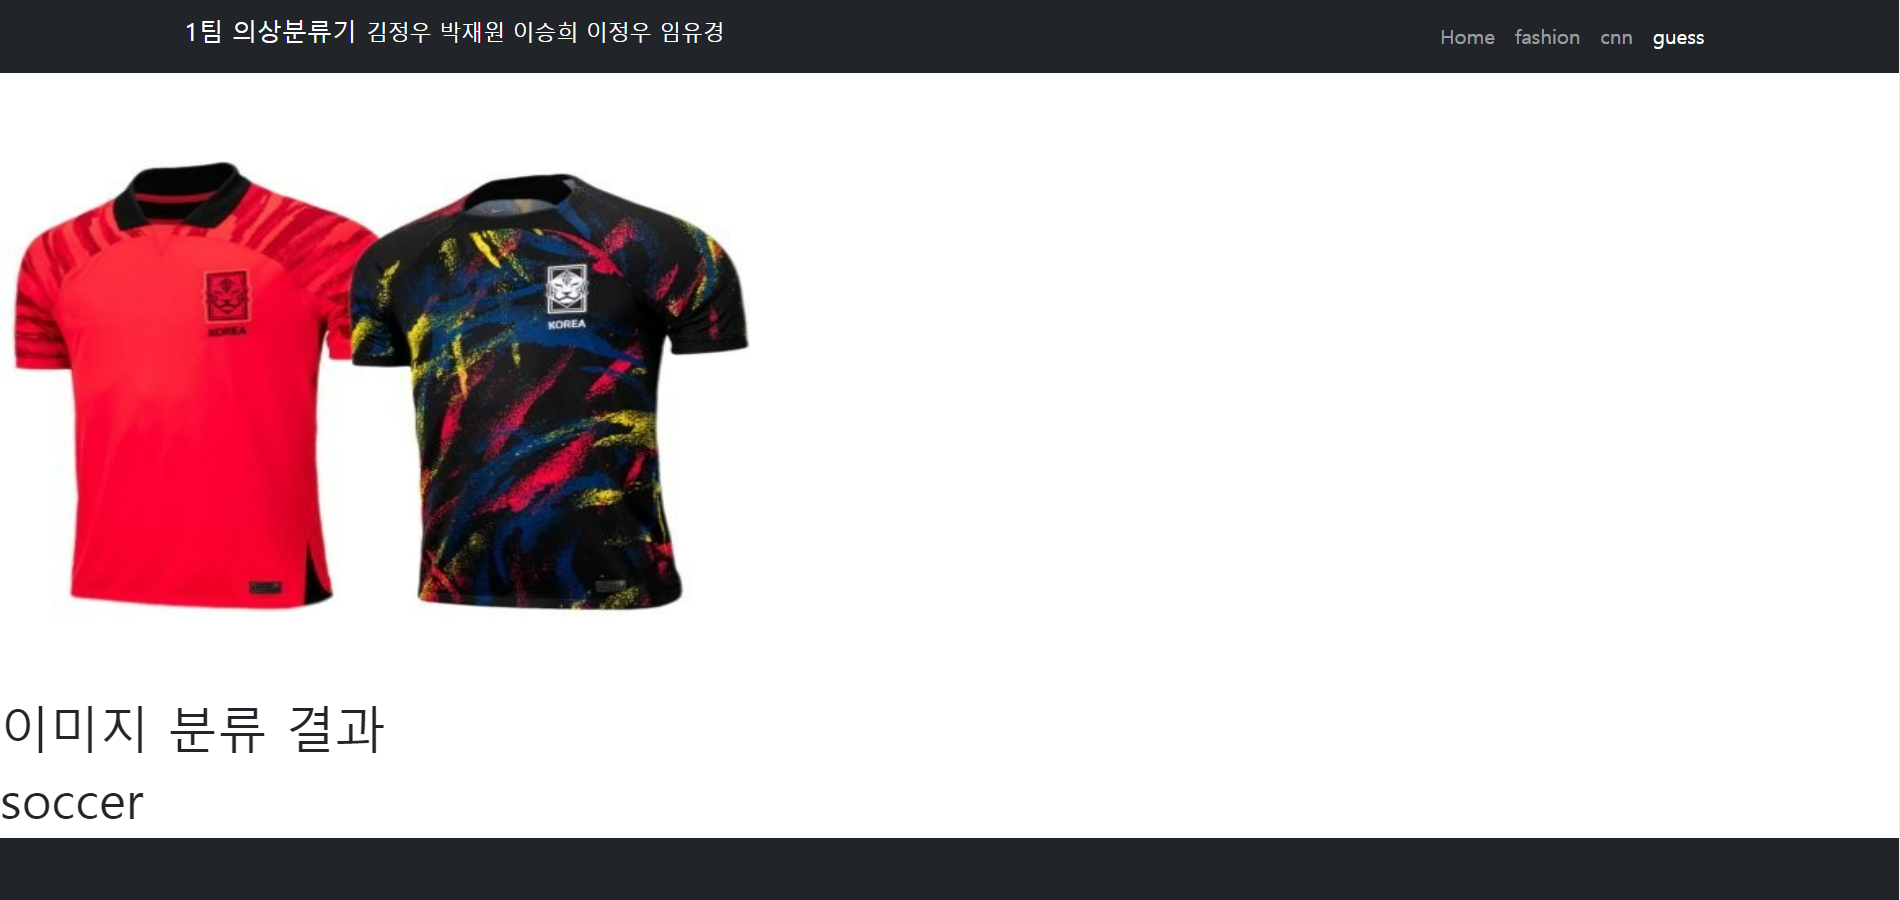 1팀 의상분류기 김정우 박재원 이승희 이정우 임유경
Home fashion cnn guess
KOREA
KOREA
이미지 분류 결과
soccer